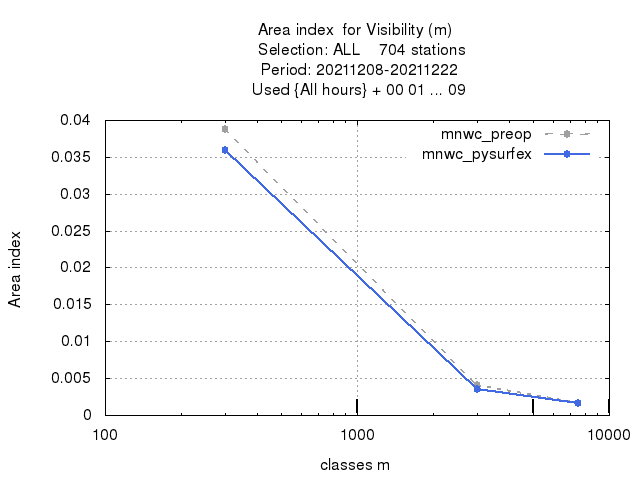 Area index for Visibility (m)
Selection: ALL 704 stations
Period: 20211208-20211222
Used {All hours} + 00 01 ... 09
mnwc_preop
mnwc_pysurfex
Area index
0.04
0.035
0.03
0.025
0.02
0.015
0.01
0.005
0
100
1000
10000
classes m